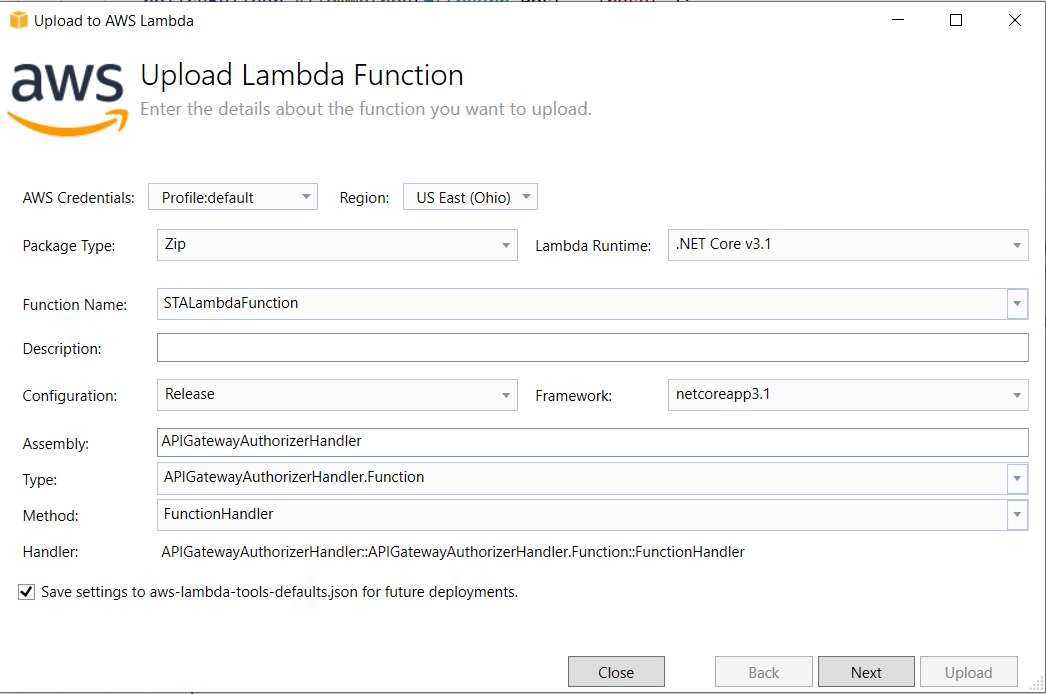 Upload to AWS Lambda
aws
Upload Lambda Function
Enter the details about the function you want to upload.
AWS Credentials: Profile:default Region: US East (Ohio)
Package Type: Zip Lambda Runtime: .NET Core v3.1
Function Name: STALambdaFunction
Description:
Configuration: Release Framework: netcoreapp3.1
Assembly: APIGatewayAuthorizerHandler
Type: APIGatewayAuthorizerHandler.Function
Method: FunctionHandler
Handler: APIGatewayAuthorizerHandler::APIGatewayAuthorizerHandler.Function::FunctionHandler
Save settings to aws-lambda-tools-defaults.json for future deployments.
Close Back Next Upload